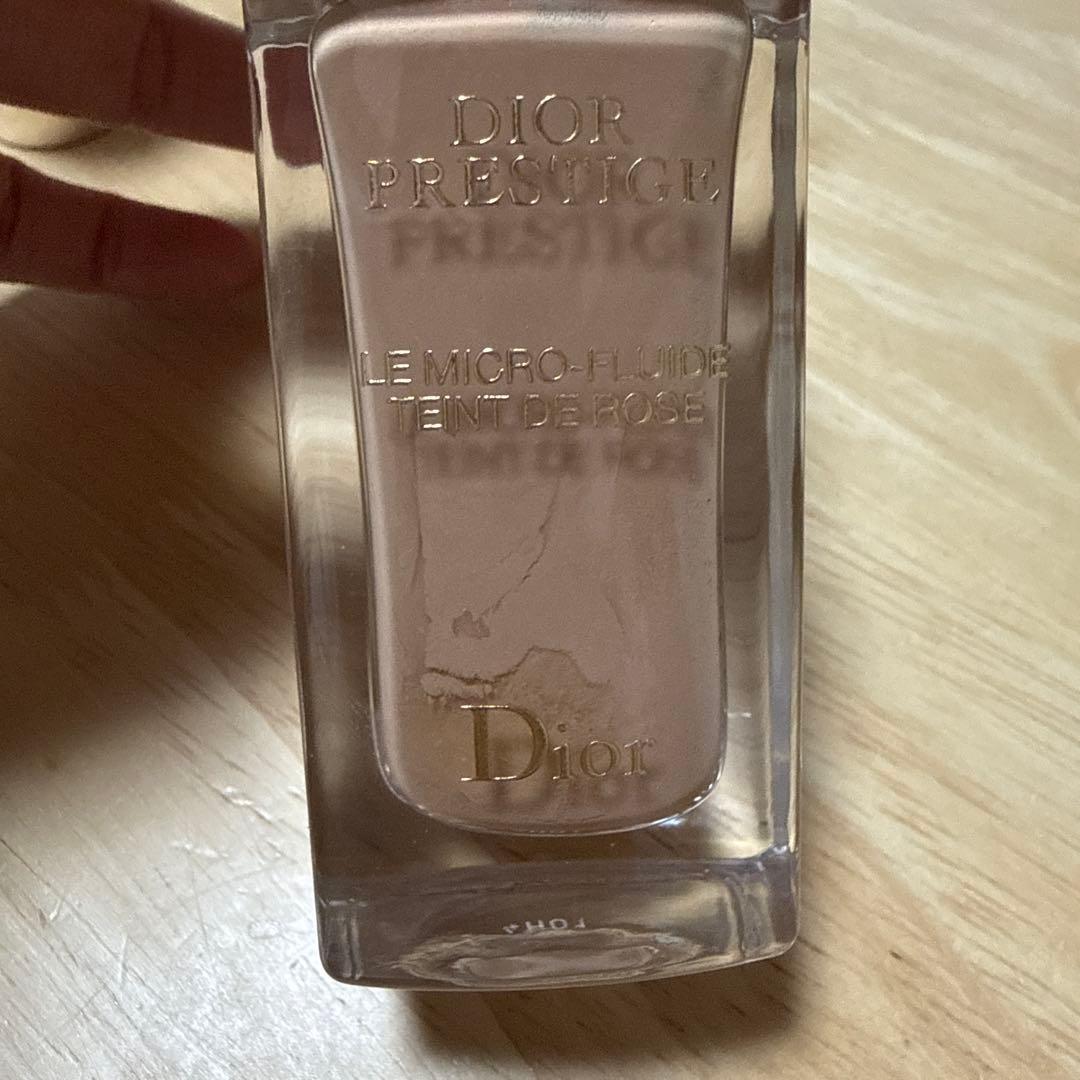 DIOR
PRESTIGE
LE MICRO-FLUIDE
TEINT DE ROSE
Dior